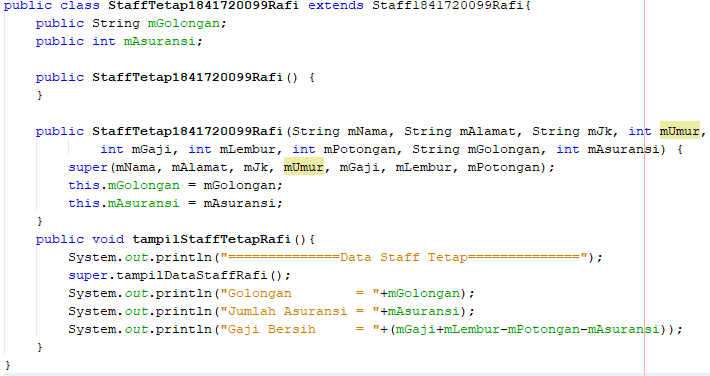 public class StaffTetap1841720099Rafi extends Staff1841720099Rafi{
public String mGolongan;
public int mAsuransi;
public StaffTetap1841720099Rafi() {
}
public StaffTetap1841720099Rafi(String mNama, String mAlamat, String mJk, int mUmur,
int mGaji, int mLembur, int mPotongan, String mGolongan, int mAsuransi) {
super(mNama, mAlamat, mJk, mUmur, mGaji, mLembur, mPotongan);
this.mGolongan = mGolongan;
this.mAsuransi = mAsuransi;
}
public void tampilStaffTetapRafi(){
System.out.println("==============Data Staff Tetap==============");
super.tampilDataStaffRafi();
System.out.println("Golongan        = "+mGolongan);
System.out.println("Jumlah Asuransi = "+mAsuransi);
System.out.println("Gaji Bersih     = "+(mGaji+mLembur-mPotongan-mAsuransi));
}
}